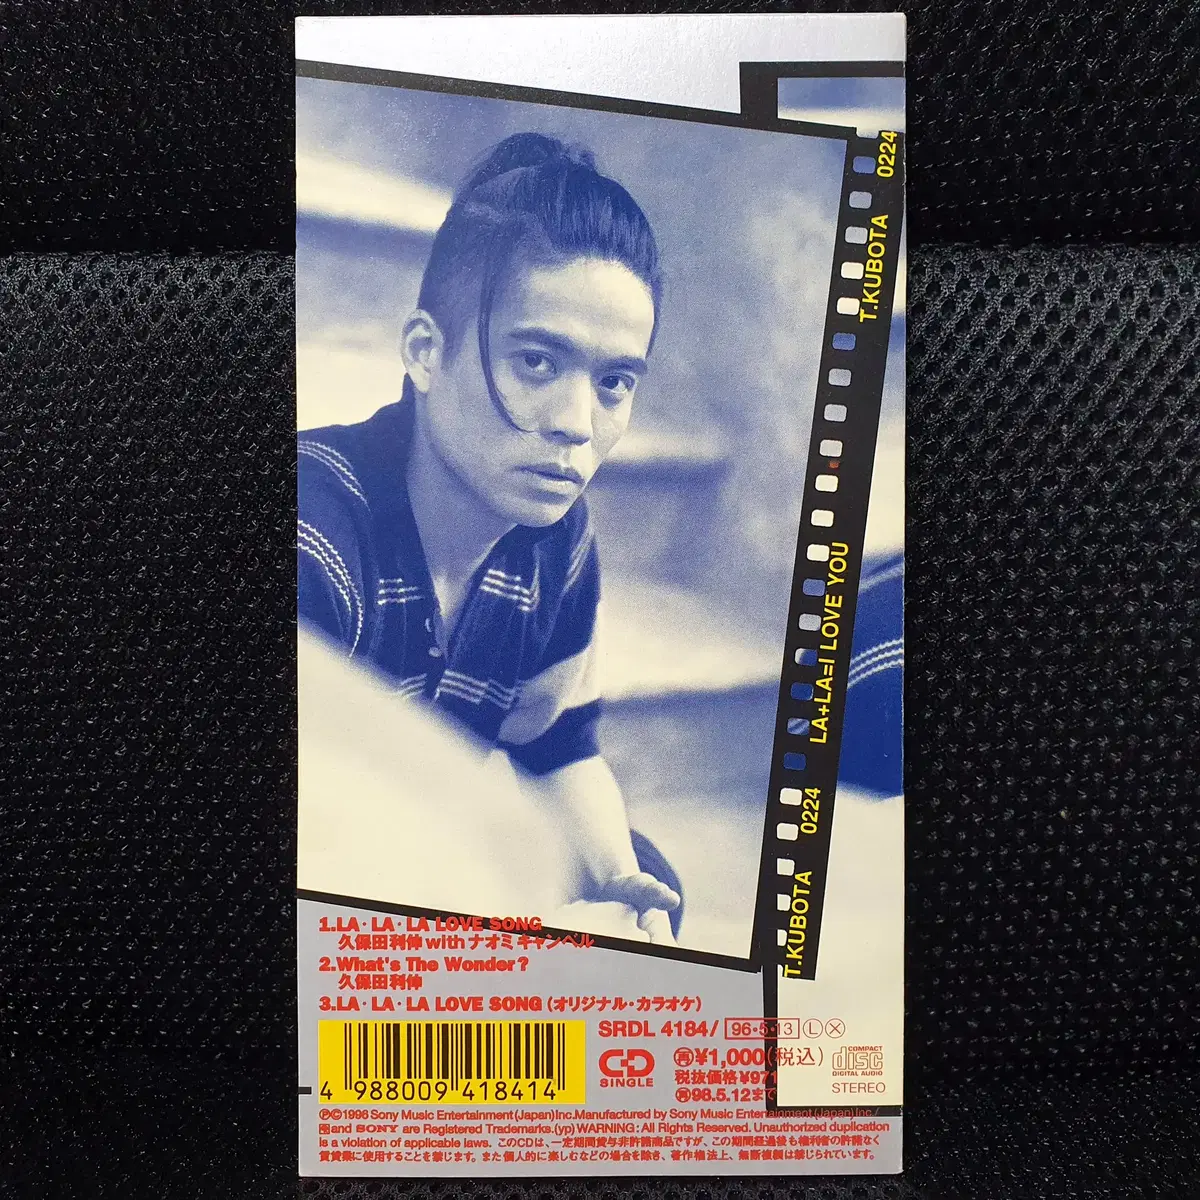 T.KUBOTA 0224
LA+LA=I LOVE YOU
T.KUBOTA 0224
1.LA・LA・LA LOVE SONG
久保田利伸 with ナオミ キャンベル
2.What's The Wonder?
久保田利伸
3.LA・LA・LA LOVE SONG (オリジナル・カラオケ)
SRDL 4184/ 96・5・13 Ⓛ Ⓧ
CD SINGLE
再¥1,000(税込)
税抜価格¥971
再98.5.12まで
COMPACT disc DIGITAL AUDIO
STEREO
4 988009 418414
Ⓟ©1996 Sony Music Entertainment (Japan) Inc. Manufactured by Sony Music Entertainment (Japan) Inc./
and SONY are Registered Trademarks.(yp) WARNING: All Rights Reserved. Unauthorized duplication
is a violation of applicable laws. このCDは、一定期間貸与非許諾商品ですが、この期間経過後も権利者の許諾なく
賃貸業に使用することを禁じます。また個人的に楽しむなどの場合を除き、著作権法上、無断複製は禁じられています。